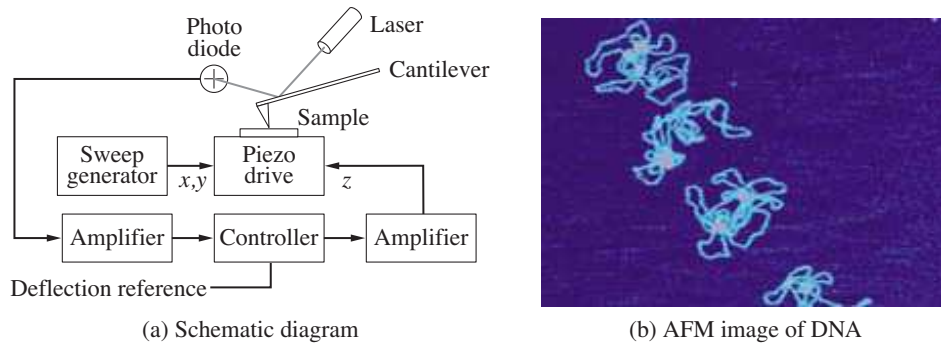 Photo
diode
Laser
Cantilever
Sample
Sweep
generator
x,y
Piezo
drive
z
Amplifier
Controller
Amplifier
Deflection reference
(a) Schematic diagram
(b) AFM image of DNA